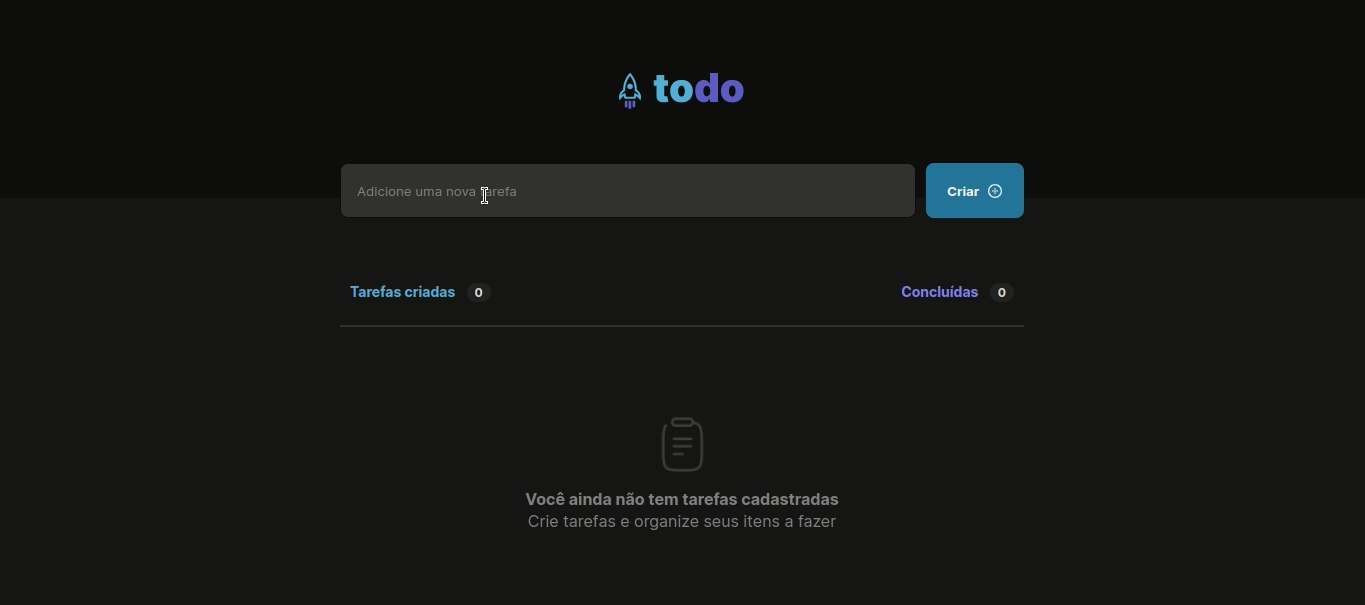 todo
Adicione uma nova tarefa
Criar
Tarefas criadas 0
Concluídas 0
Você ainda não tem tarefas cadastradas
Crie tarefas e organize seus itens a fazer